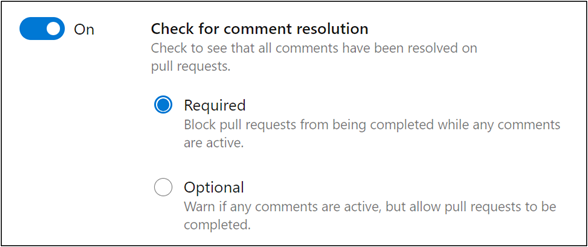 On
Check for comment resolution
Check to see that all comments have been resolved on
pull requests.
Required
Block pull requests from being completed while any comments
are active.
Optional
Warn if any comments are active, but allow pull requests to be
completed.